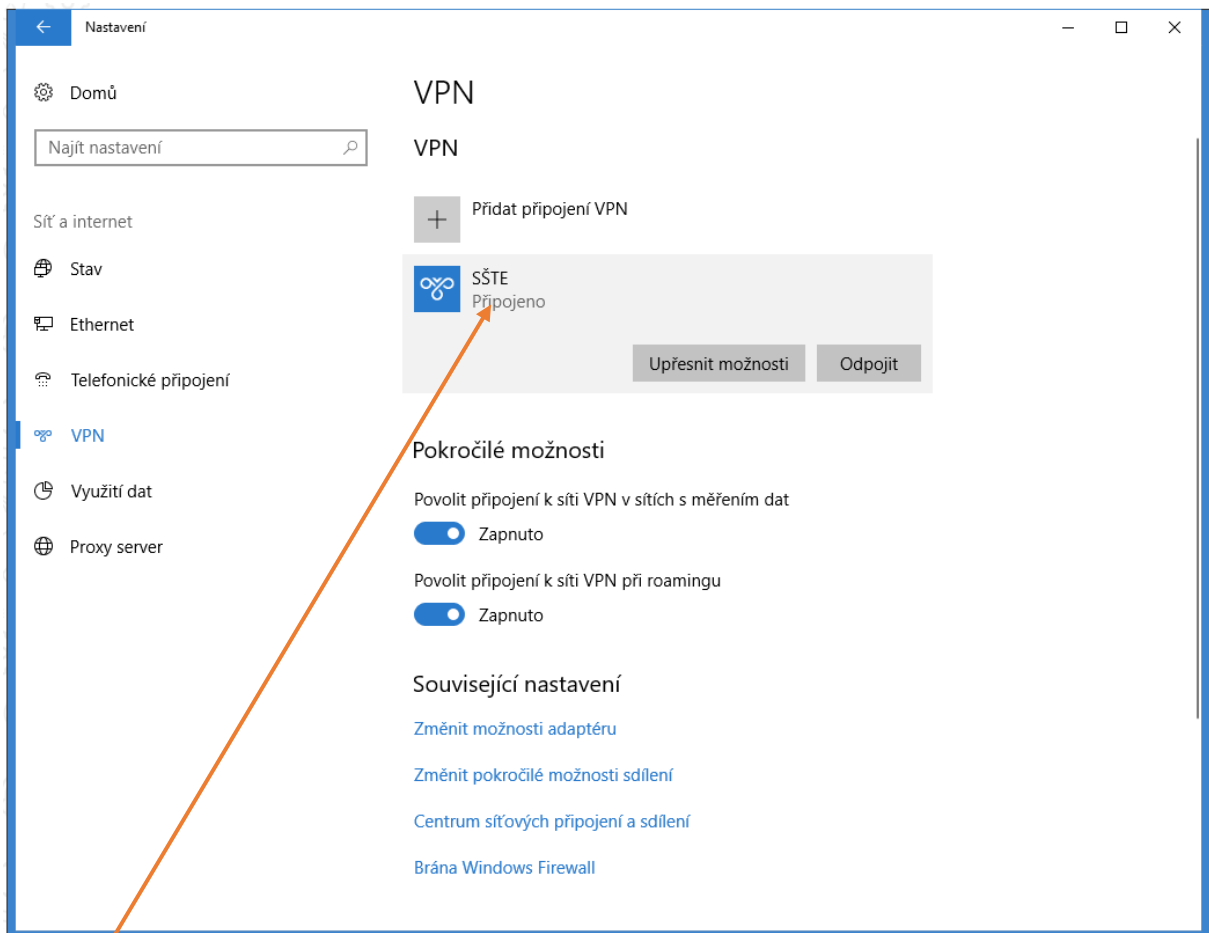 Nastavení
Domů
Najít nastavení
Síť a internet
Stav
Ethernet
Telefonické připojení
VPN
Využití dat
Proxy server
VPN
VPN
Přidat připojení VPN
SŠTE
Připojeno
Upřesnit možnosti Odpojit
Pokročilé možnosti
Povolit připojení k síti VPN v sítích s měřením dat
Zapnuto
Povolit připojení k síti VPN při roamingu
Zapnuto
Související nastavení
Změnit možnosti adaptéru
Změnit pokročilé možnosti sdílení
Centrum síťových připojení a sdílení
Brána Windows Firewall